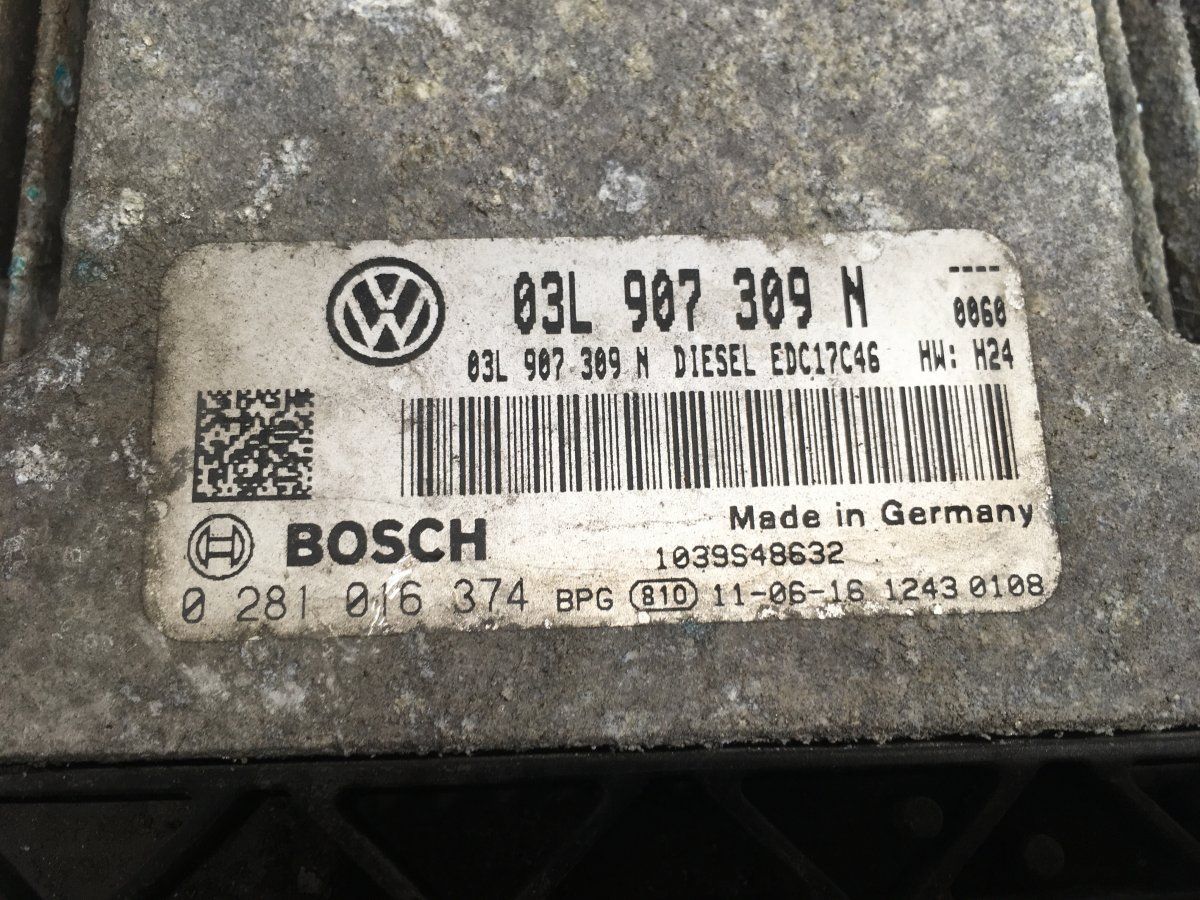 03L 907 309 N
----
0060
03L 907 309 N DIESEL EDC17C46 HW: H24
Made in Germany
BOSCH
1039S48632
0 281 016 374 BPG 810 11-06-16 1243 0108